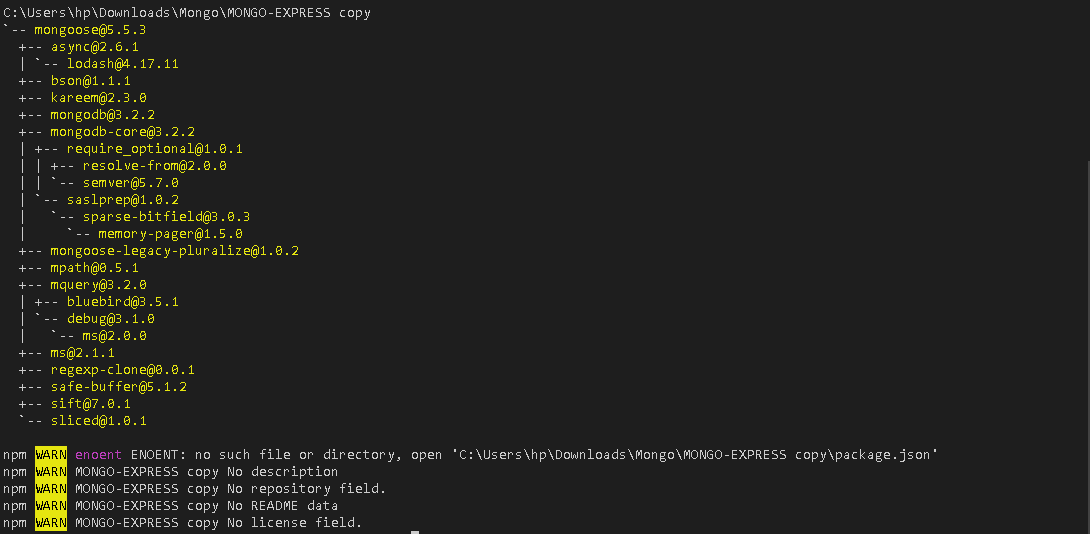 C:\Users\hp\Downloads\Mongo\MONGO-EXPRESS copy
`-- mongoose@5.5.3
  +-- async@2.6.1
  | `-- lodash@4.17.11
  +-- bson@1.1.1
  +-- kareem@2.3.0
  +-- mongodb@3.2.2
  +-- mongodb-core@3.2.2
  | +-- require_optional@1.0.1
  | | +-- resolve-from@2.0.0
  | | `-- semver@5.7.0
  | `-- saslprep@1.0.2
  |   `-- sparse-bitfield@3.0.3
  |     `-- memory-pager@1.5.0
  +-- mongoose-legacy-pluralize@1.0.2
  +-- mpath@0.5.1
  +-- mquery@3.2.0
  | +-- bluebird@3.5.1
  | `-- debug@3.1.0
  |   `-- ms@2.0.0
  +-- ms@2.1.1
  +-- regexp-clone@0.0.1
  +-- safe-buffer@5.1.2
  +-- sift@7.0.1
  `-- sliced@1.0.1

npm WARN enoent ENOENT: no such file or directory, open 'C:\Users\hp\Downloads\Mongo\MONGO-EXPRESS copy\package.json'
npm WARN MONGO-EXPRESS copy No description
npm WARN MONGO-EXPRESS copy No repository field.
npm WARN MONGO-EXPRESS copy No README data
npm WARN MONGO-EXPRESS copy No license field.